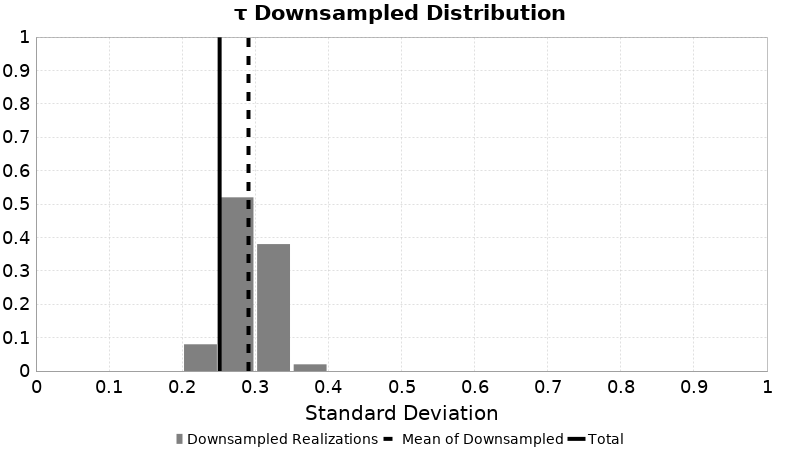 τ Downsampled Distribution
1
0.9
0.8
0.7
0.6
0.5
0.4
0.3
0.2
0.1
0
0 0.1 0.2 0.3 0.4 0.5 0.6 0.7 0.8 0.9 1
Standard Deviation
Downsampled Realizations Mean of Downsampled Total